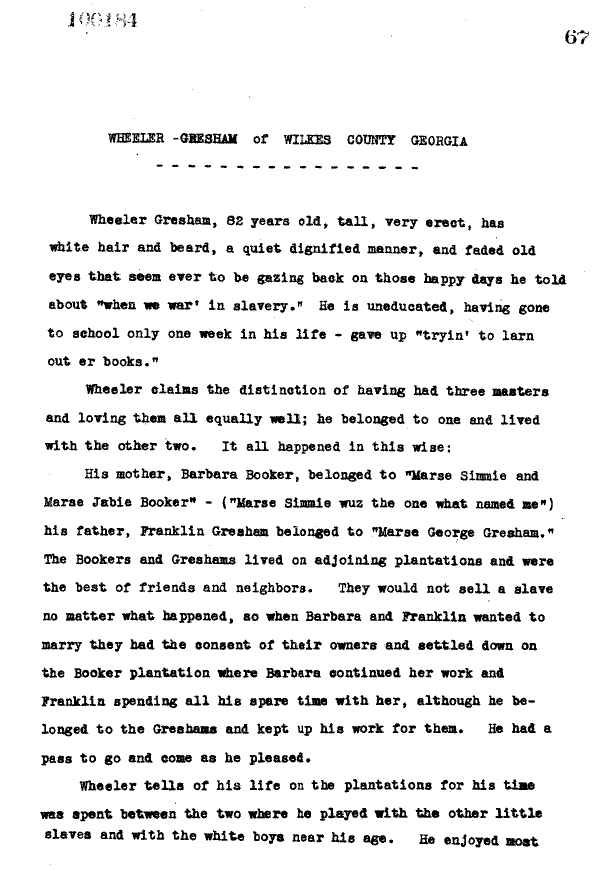 100184
67
WHEELER -GRESHAM of WILKES COUNTY GEORGIA
- - - - - - - - - - - - - - - - -
Wheeler Gresham, 82 years old, tall, very erect, has
white hair and beard, a quiet dignified manner, and faded old
eyes that seem ever to be gazing back on those happy days he told
about "when we war' in slavery." He is uneducated, having gone
to school only one week in his life - gave up "tryin' to larn
out er books."
Wheeler claims the distinction of having had three masters
and loving them all equally well; he belonged to one and lived
with the other two. It all happened in this wise:
His mother, Barbara Booker, belonged to "Marse Simmie and
Marse Jabie Booker" - ("Marse Simmie wuz the one what named me")
his father, Franklin Gresham belonged to "Marse George Gresham."
The Bookers and Greshams lived on adjoining plantations and were
the best of friends and neighbors. They would not sell a slave
no matter what happened, so when Barbara and Franklin wanted to
marry they had the consent of their owners and settled down on
the Booker plantation where Barbara continued her work and
Franklin spending all his spare time with her, although he be-
longed to the Greshams and kept up his work for them. He had a
pass to go and come as he pleased.
Wheeler tells of his life on the plantations for his time
was spent between the two where he played with the other little
slaves and with the white boys near his age. He enjoyed most